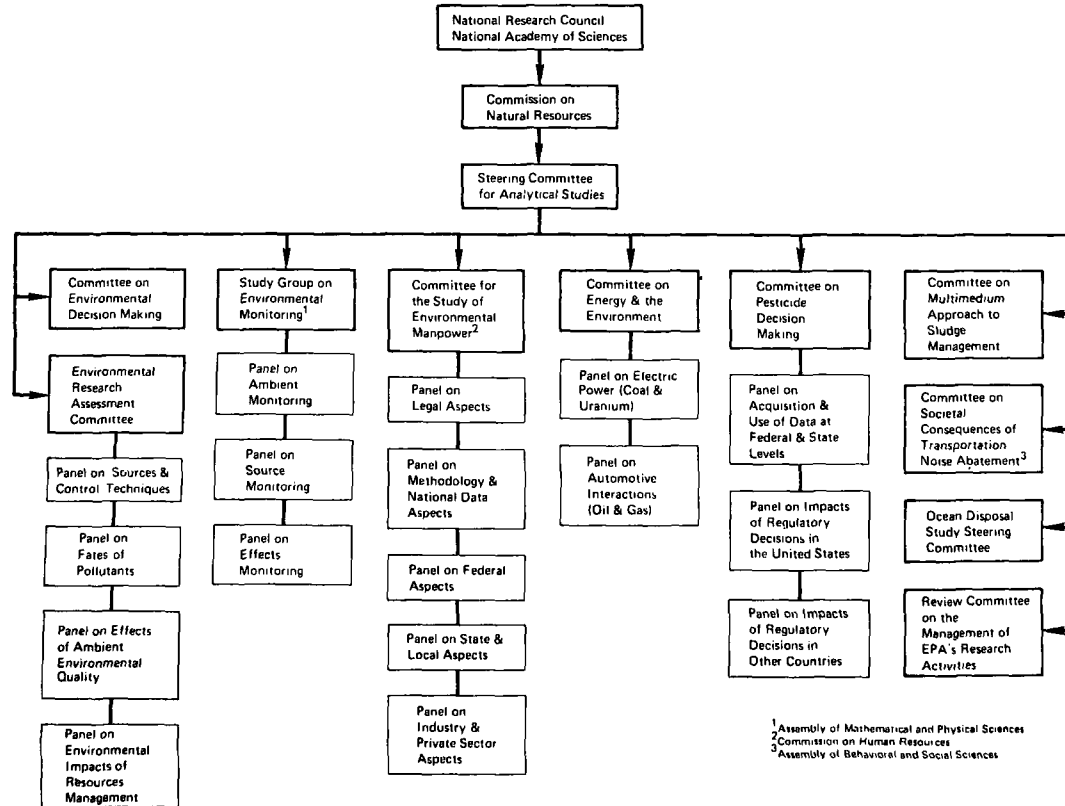 National Research Council
National Academy of Sciences
Commission on
Natural Resources
Steering Committee
for Analytical Studies
Committee on
Environmental
Decision Making
Environmental
Research
Assessment
Committee
Panel on Sources &
Control Techniques
Panel on
Fates of
Pollutants
Panel on Effects
of Ambient
Environmental
Quality
Panel on
Environmental
Impacts of
Resources
Management
Study Group on
Environmental
Monitoring¹
Panel on
Ambient
Monitoring
Panel on
Source
Monitoring
Panel on
Effects
Monitoring
Committee for
the Study of
Environmental
Manpower²
Panel on
Legal Aspects
Panel on
Methodology &
National Data
Aspects
Panel on Federal
Aspects
Panel on State &
Local Aspects
Panel on
Industry &
Private Sector
Aspects
Committee on
Energy & the
Environment
Panel on Electric
Power (Coal &
Uranium)
Panel on
Automotive
Interactions
(Oil & Gas)
Committee on
Pesticide
Decision
Making
Panel on
Acquisition &
Use of Data at
Federal & State
Levels
Panel on Impacts
of Regulatory
Decisions in
the United States
Panel on Impacts
of Regulatory
Decisions in
Other Countries
Committee on
Multimedium
Approach to
Sludge
Management
Committee on
Societal
Consequences of
Transportation
Noise Abatement³
Ocean Disposal
Study Steering
Committee
Review Committee
on the
Management of
EPA's Research
Activities
¹Assembly of Mathematical and Physical Sciences
²Commission on Human Resources
³Assembly of Behavioral and Social Sciences